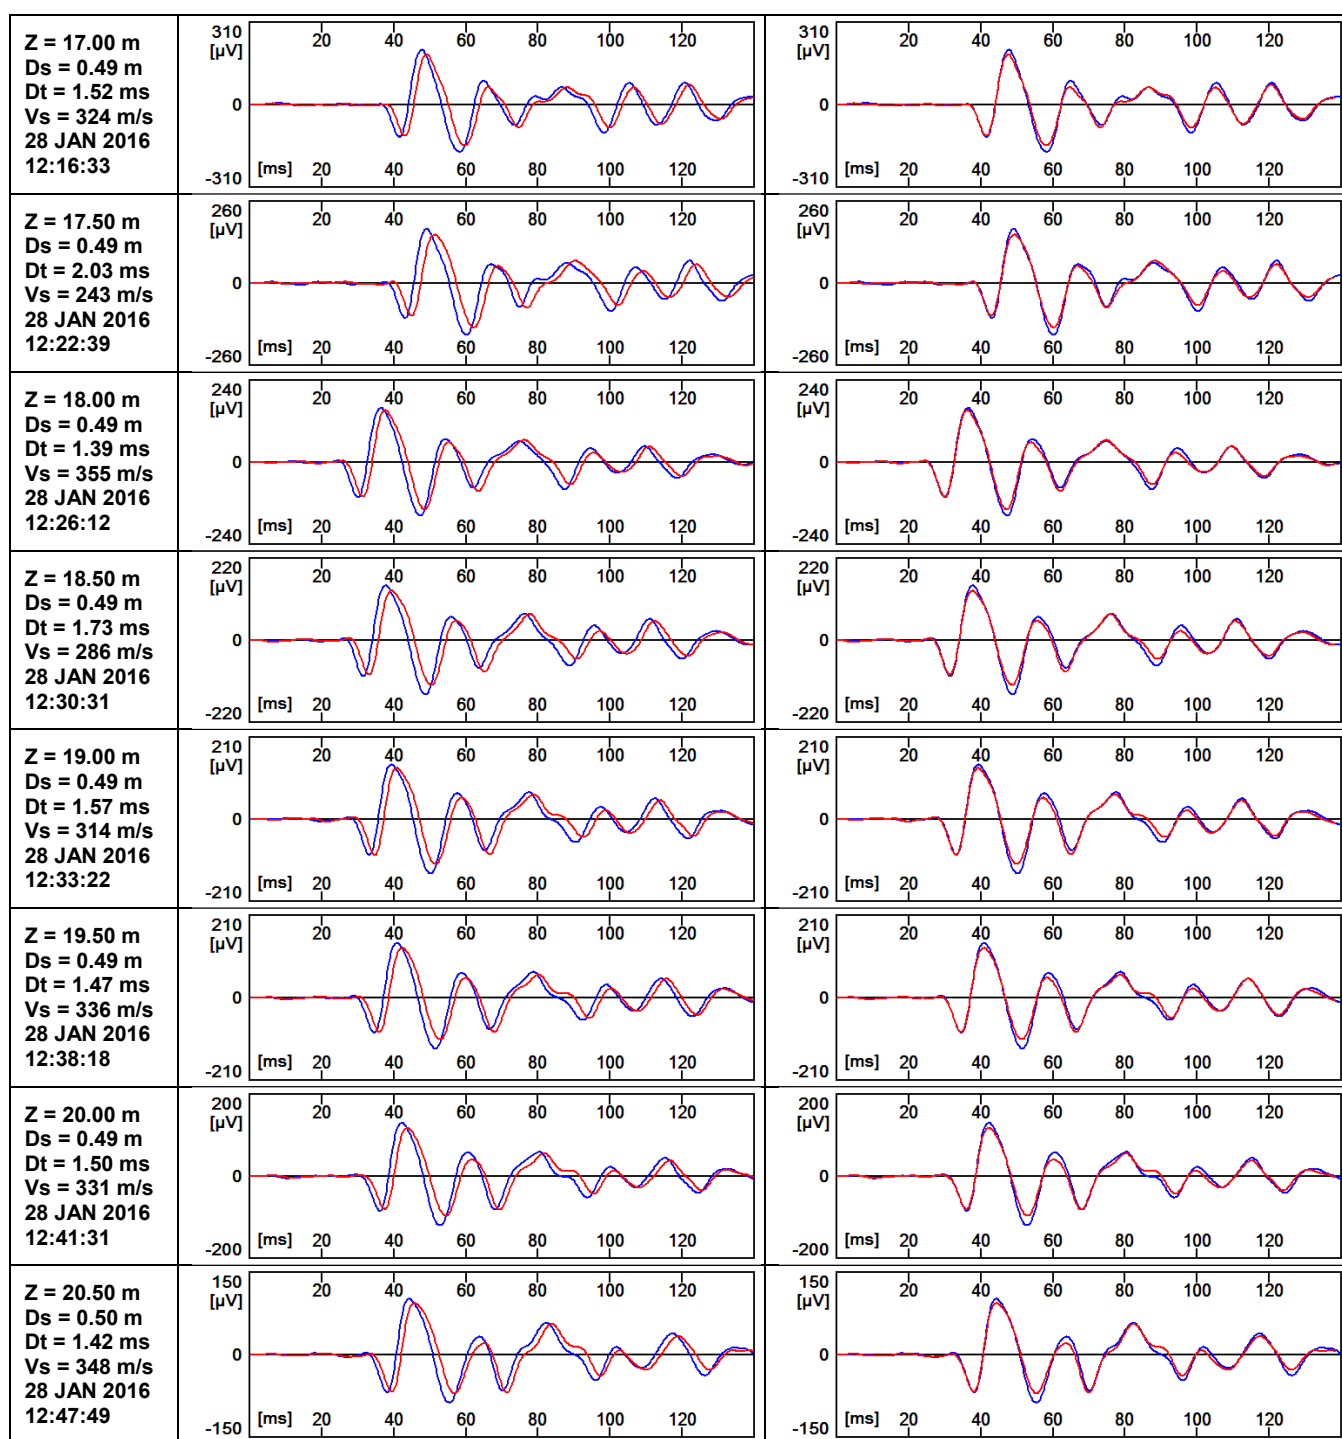 Z = 17.00 m
Ds = 0.49 m
Dt = 1.52 ms
Vs = 324 m/s
28 JAN 2016
12:16:33
310 20 40 60 80 100 120
[µV]
0
-310 [ms] 20 40 60 80 100 120
310 20 40 60 80 100 120
[µV]
0
-310 [ms] 20 40 60 80 100 120
Z = 17.50 m
Ds = 0.49 m
Dt = 2.03 ms
Vs = 243 m/s
28 JAN 2016
12:22:39
260 20 40 60 80 100 120
[µV]
0
-260 [ms] 20 40 60 80 100 120
260 20 40 60 80 100 120
[µV]
0
-260 [ms] 20 40 60 80 100 120
Z = 18.00 m
Ds = 0.49 m
Dt = 1.39 ms
Vs = 355 m/s
28 JAN 2016
12:26:12
240 20 40 60 80 100 120
[µV]
0
-240 [ms] 20 40 60 80 100 120
240 20 40 60 80 100 120
[µV]
0
-240 [ms] 20 40 60 80 100 120
Z = 18.50 m
Ds = 0.49 m
Dt = 1.73 ms
Vs = 286 m/s
28 JAN 2016
12:30:31
220 20 40 60 80 100 120
[µV]
0
-220 [ms] 20 40 60 80 100 120
220 20 40 60 80 100 120
[µV]
0
-220 [ms] 20 40 60 80 100 120
Z = 19.00 m
Ds = 0.49 m
Dt = 1.57 ms
Vs = 314 m/s
28 JAN 2016
12:33:22
210 20 40 60 80 100 120
[µV]
0
-210 [ms] 20 40 60 80 100 120
210 20 40 60 80 100 120
[µV]
0
-210 [ms] 20 40 60 80 100 120
Z = 19.50 m
Ds = 0.49 m
Dt = 1.47 ms
Vs = 336 m/s
28 JAN 2016
12:38:18
210 20 40 60 80 100 120
[µV]
0
-210 [ms] 20 40 60 80 100 120
210 20 40 60 80 100 120
[µV]
0
-210 [ms] 20 40 60 80 100 120
Z = 20.00 m
Ds = 0.49 m
Dt = 1.50 ms
Vs = 331 m/s
28 JAN 2016
12:41:31
200 20 40 60 80 100 120
[µV]
0
-200 [ms] 20 40 60 80 100 120
200 20 40 60 80 100 120
[µV]
0
-200 [ms] 20 40 60 80 100 120
Z = 20.50 m
Ds = 0.50 m
Dt = 1.42 ms
Vs = 348 m/s
28 JAN 2016
12:47:49
150 20 40 60 80 100 120
[µV]
0
-150 [ms] 20 40 60 80 100 120
150 20 40 60 80 100 120
[µV]
0
-150 [ms] 20 40 60 80 100 120